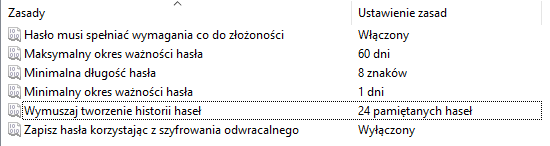 Zasady Ustawienie zasad
Hasło musi spełniać wymagania co do złożoności Włączony
Maksymalny okres ważności hasła 60 dni
Minimalna długość hasła 8 znaków
Minimalny okres ważności hasła 1 dni
Wymuszaj tworzenie historii haseł 24 pamiętanych haseł
Zapisz hasła korzystając z szyfrowania odwracalnego Wyłączony